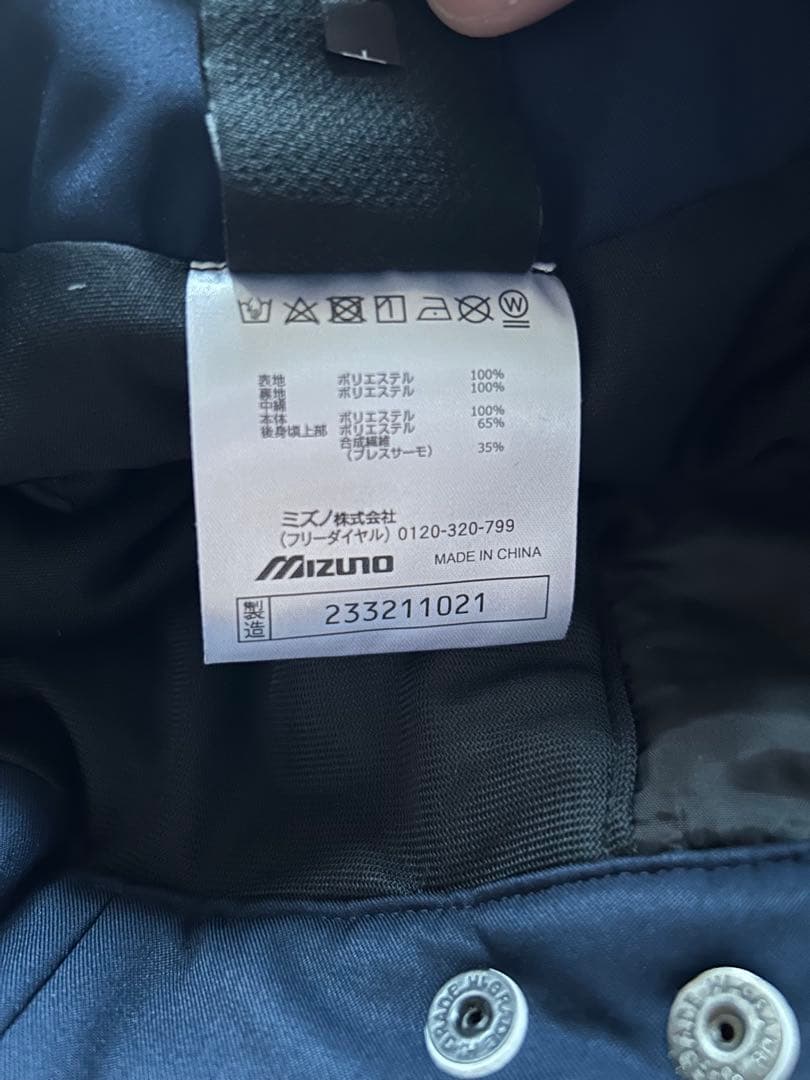 表地 ポリエステル 100%
裏地 ポリエステル 100%
中綿
本体 ポリエステル 100%
後身頃上部 ポリエステル 65%
合成繊維
(ブレスサーモ) 35%
ミズノ株式会社
(フリーダイヤル) 0120-320-799
MIZUNO MADE IN CHINA
製造 233211021